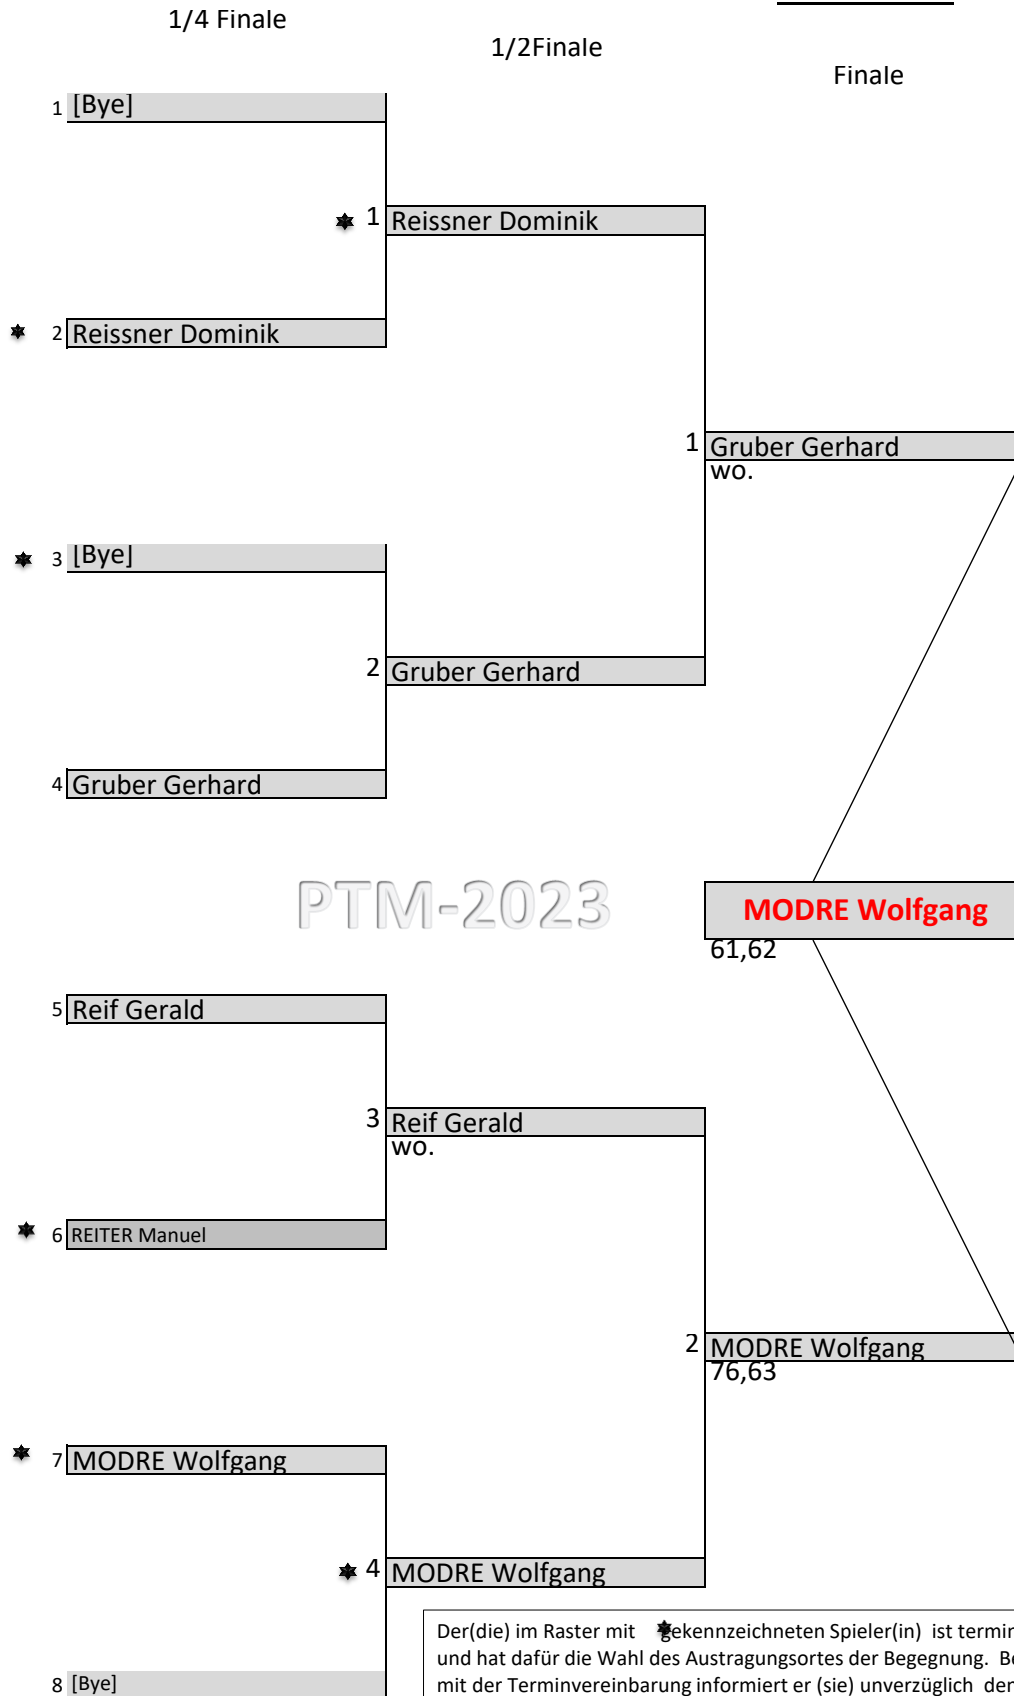 1/4 Finale
1/2Finale
Finale
1 [Bye]
1 Reissner Dominik
2 Reissner Dominik
1 Gruber Gerhard
wo.
3 [Bye]
2 Gruber Gerhard
4 Gruber Gerhard
PTM-2023
MODRE Wolfgang
61,62
5 Reif Gerald
3 Reif Gerald
wo.
6 REITER Manuel
2 MODRE Wolfgang
76,63
7 MODRE Wolfgang
4 MODRE Wolfgang
Der(die) im Raster mit gekennzeichneten Spieler(in) ist termin
und hat dafür die Wahl des Austragungsortes der Begegnung. Be
8 [Bye]
mit der Terminvereinbarung informiert er (sie) unverzüglich den